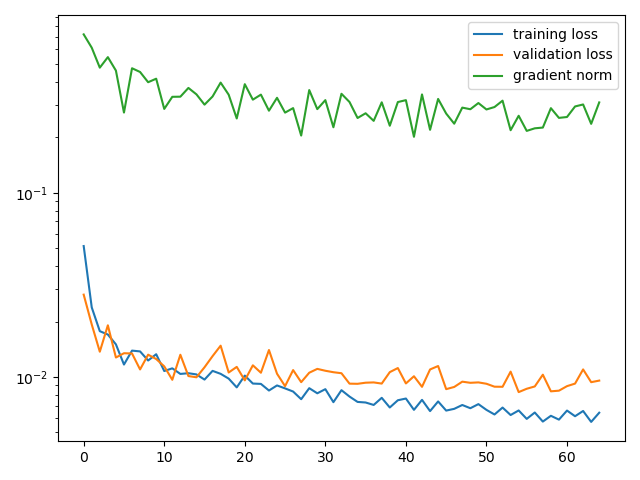 training loss
validation loss
gradient norm
10⁻¹
10⁻²
0 10 20 30 40 50 60